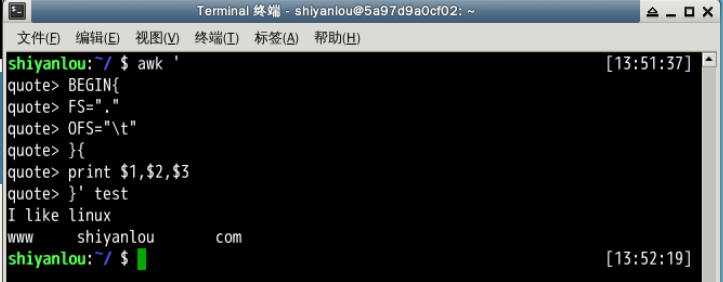 Terminal 终端 - shiyanlou@5a97d9a0cf02: ~
文件(F) 编辑(E) 视图(V) 终端(T) 标签(A) 帮助(H)
shiyanlou:~/ $ awk ' [13:51:37]
quote> BEGIN{
quote> FS="."
quote> OFS="\t"
quote> }{
quote> print $1,$2,$3
quote> }' test
I like linux
www shiyanlou com
shiyanlou:~/ $ [13:52:19]